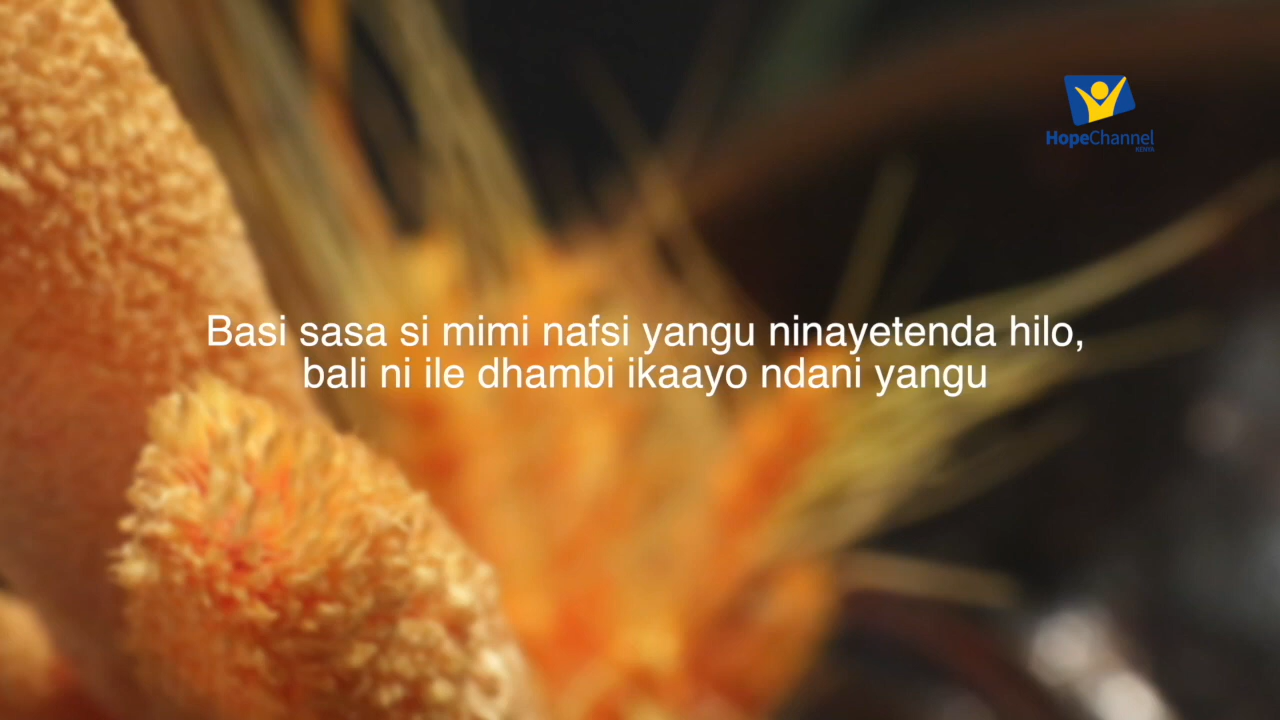 HopeChannel
KENYA
Basi sasa si mimi nafsi yangu ninayetenda hilo,
bali ni ile dhambi ikaayo ndani yangu